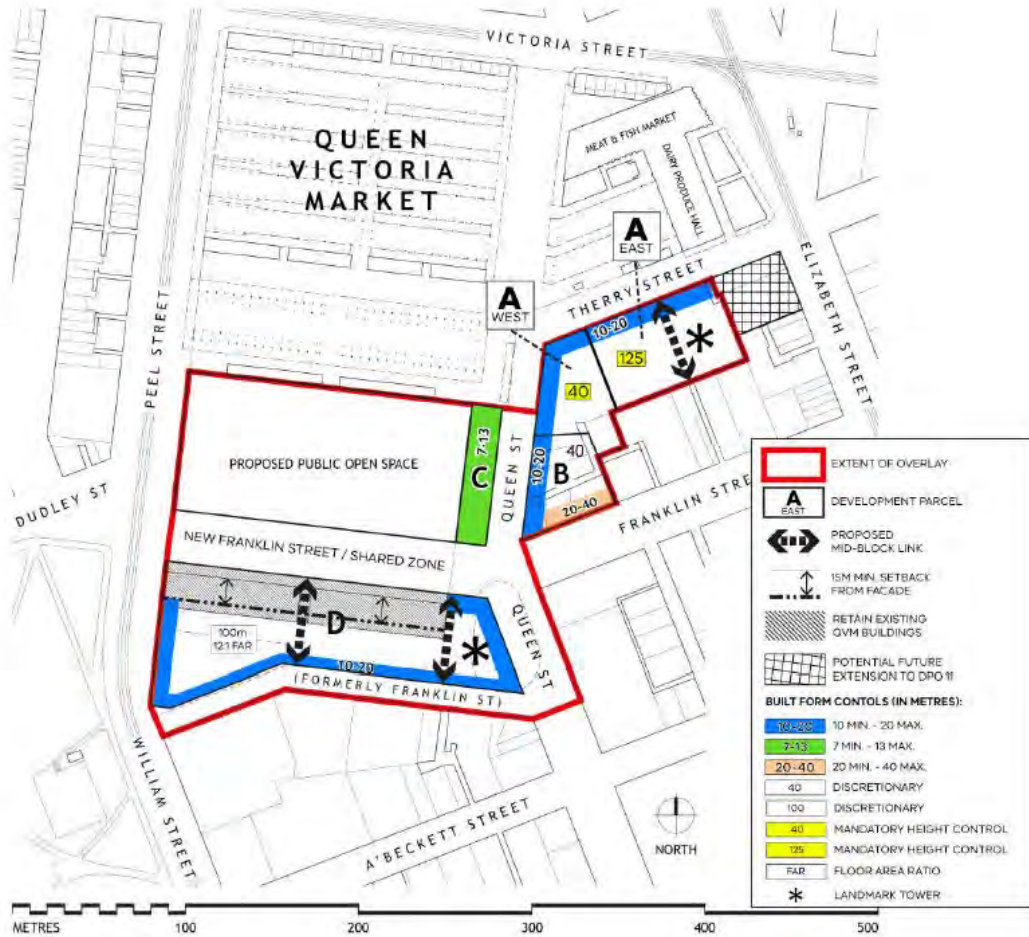 VICTORIA STREET
QUEEN
VICTORIA
MARKET
MEAT & FISH MARKET
DAIRY PRODUCE HALL
A
EAST
ELIZABETH STREET
THERRY STREET
A
WEST
10-20
125
40
PEEL STREET
PROPOSED PUBLIC OPEN SPACE
7-13
C
QUEEN ST
10-20
40
B
20-40
FRANKLIN STRE
DUDLEY ST
NEW FRANKLIN STREET / SHARED ZONE
D
100m
12:1 FAR
10-20
(FORMERLY FRANKLIN ST)
QUEEN ST
WILLIAM STREET
A'BECKETT STREET
NORTH
EXTENT OF OVERLAY
A
EAST
DEVELOPMENT PARCEL
PROPOSED
MID-BLOCK LINK
15M MIN. SETBACK
FROM FACADE
RETAIN EXISTING
QVM BUILDINGS
POTENTIAL FUTURE
EXTENSION TO DPO 11
BUILT FORM CONTOLS (IN METRES):
10-20 10 MIN. - 20 MAX.
7-13 7 MIN. - 13 MAX.
20-40 20 MIN. - 40 MAX.
40 DISCRETIONARY
100 DISCRETIONARY
40 MANDATORY HEIGHT CONTROL
125 MANDATORY HEIGHT CONTROL
FAR FLOOR AREA RATIO
* LANDMARK TOWER
METRES 100 200 300 400 500